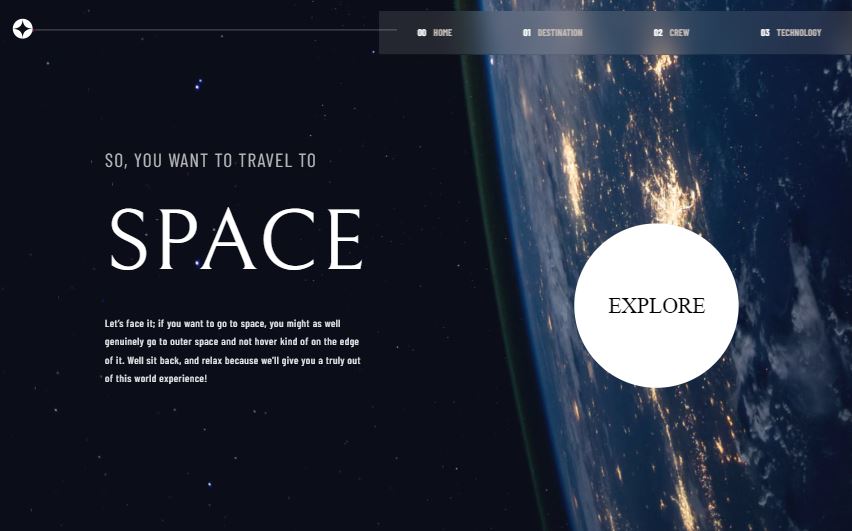 00 HOME 01 DESTINATION 02 CREW 03 TECHNOLOGY
SO, YOU WANT TO TRAVEL TO
SPACE
Let's face it; if you want to go to space, you might as well
genuinely go to outer space and not hover kind of on the edge
of it. Well sit back, and relax because we'll give you a truly out
of this world experience!
EXPLORE